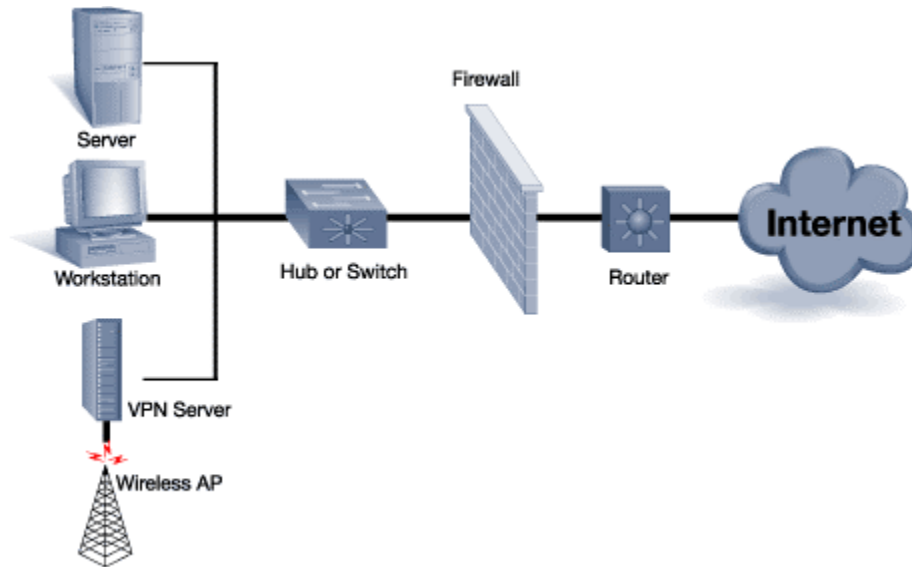 Server
Workstation
VPN Server
Wireless AP
Hub or Switch
Firewall
Router
Internet